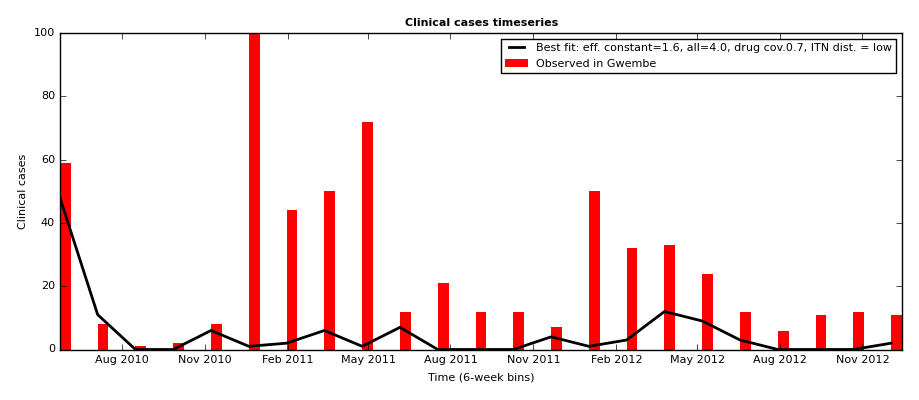 Clinical cases timeseries
Best fit: eff. constant=1.6, all=4.0, drug cov.0.7, ITN dist. = low
Observed in Gwembe
Clinical cases
100
80
60
40
20
0
Aug 2010 Nov 2010 Feb 2011 May 2011 Aug 2011 Nov 2011 Feb 2012 May 2012 Aug 2012 Nov 2012
Time (6-week bins)